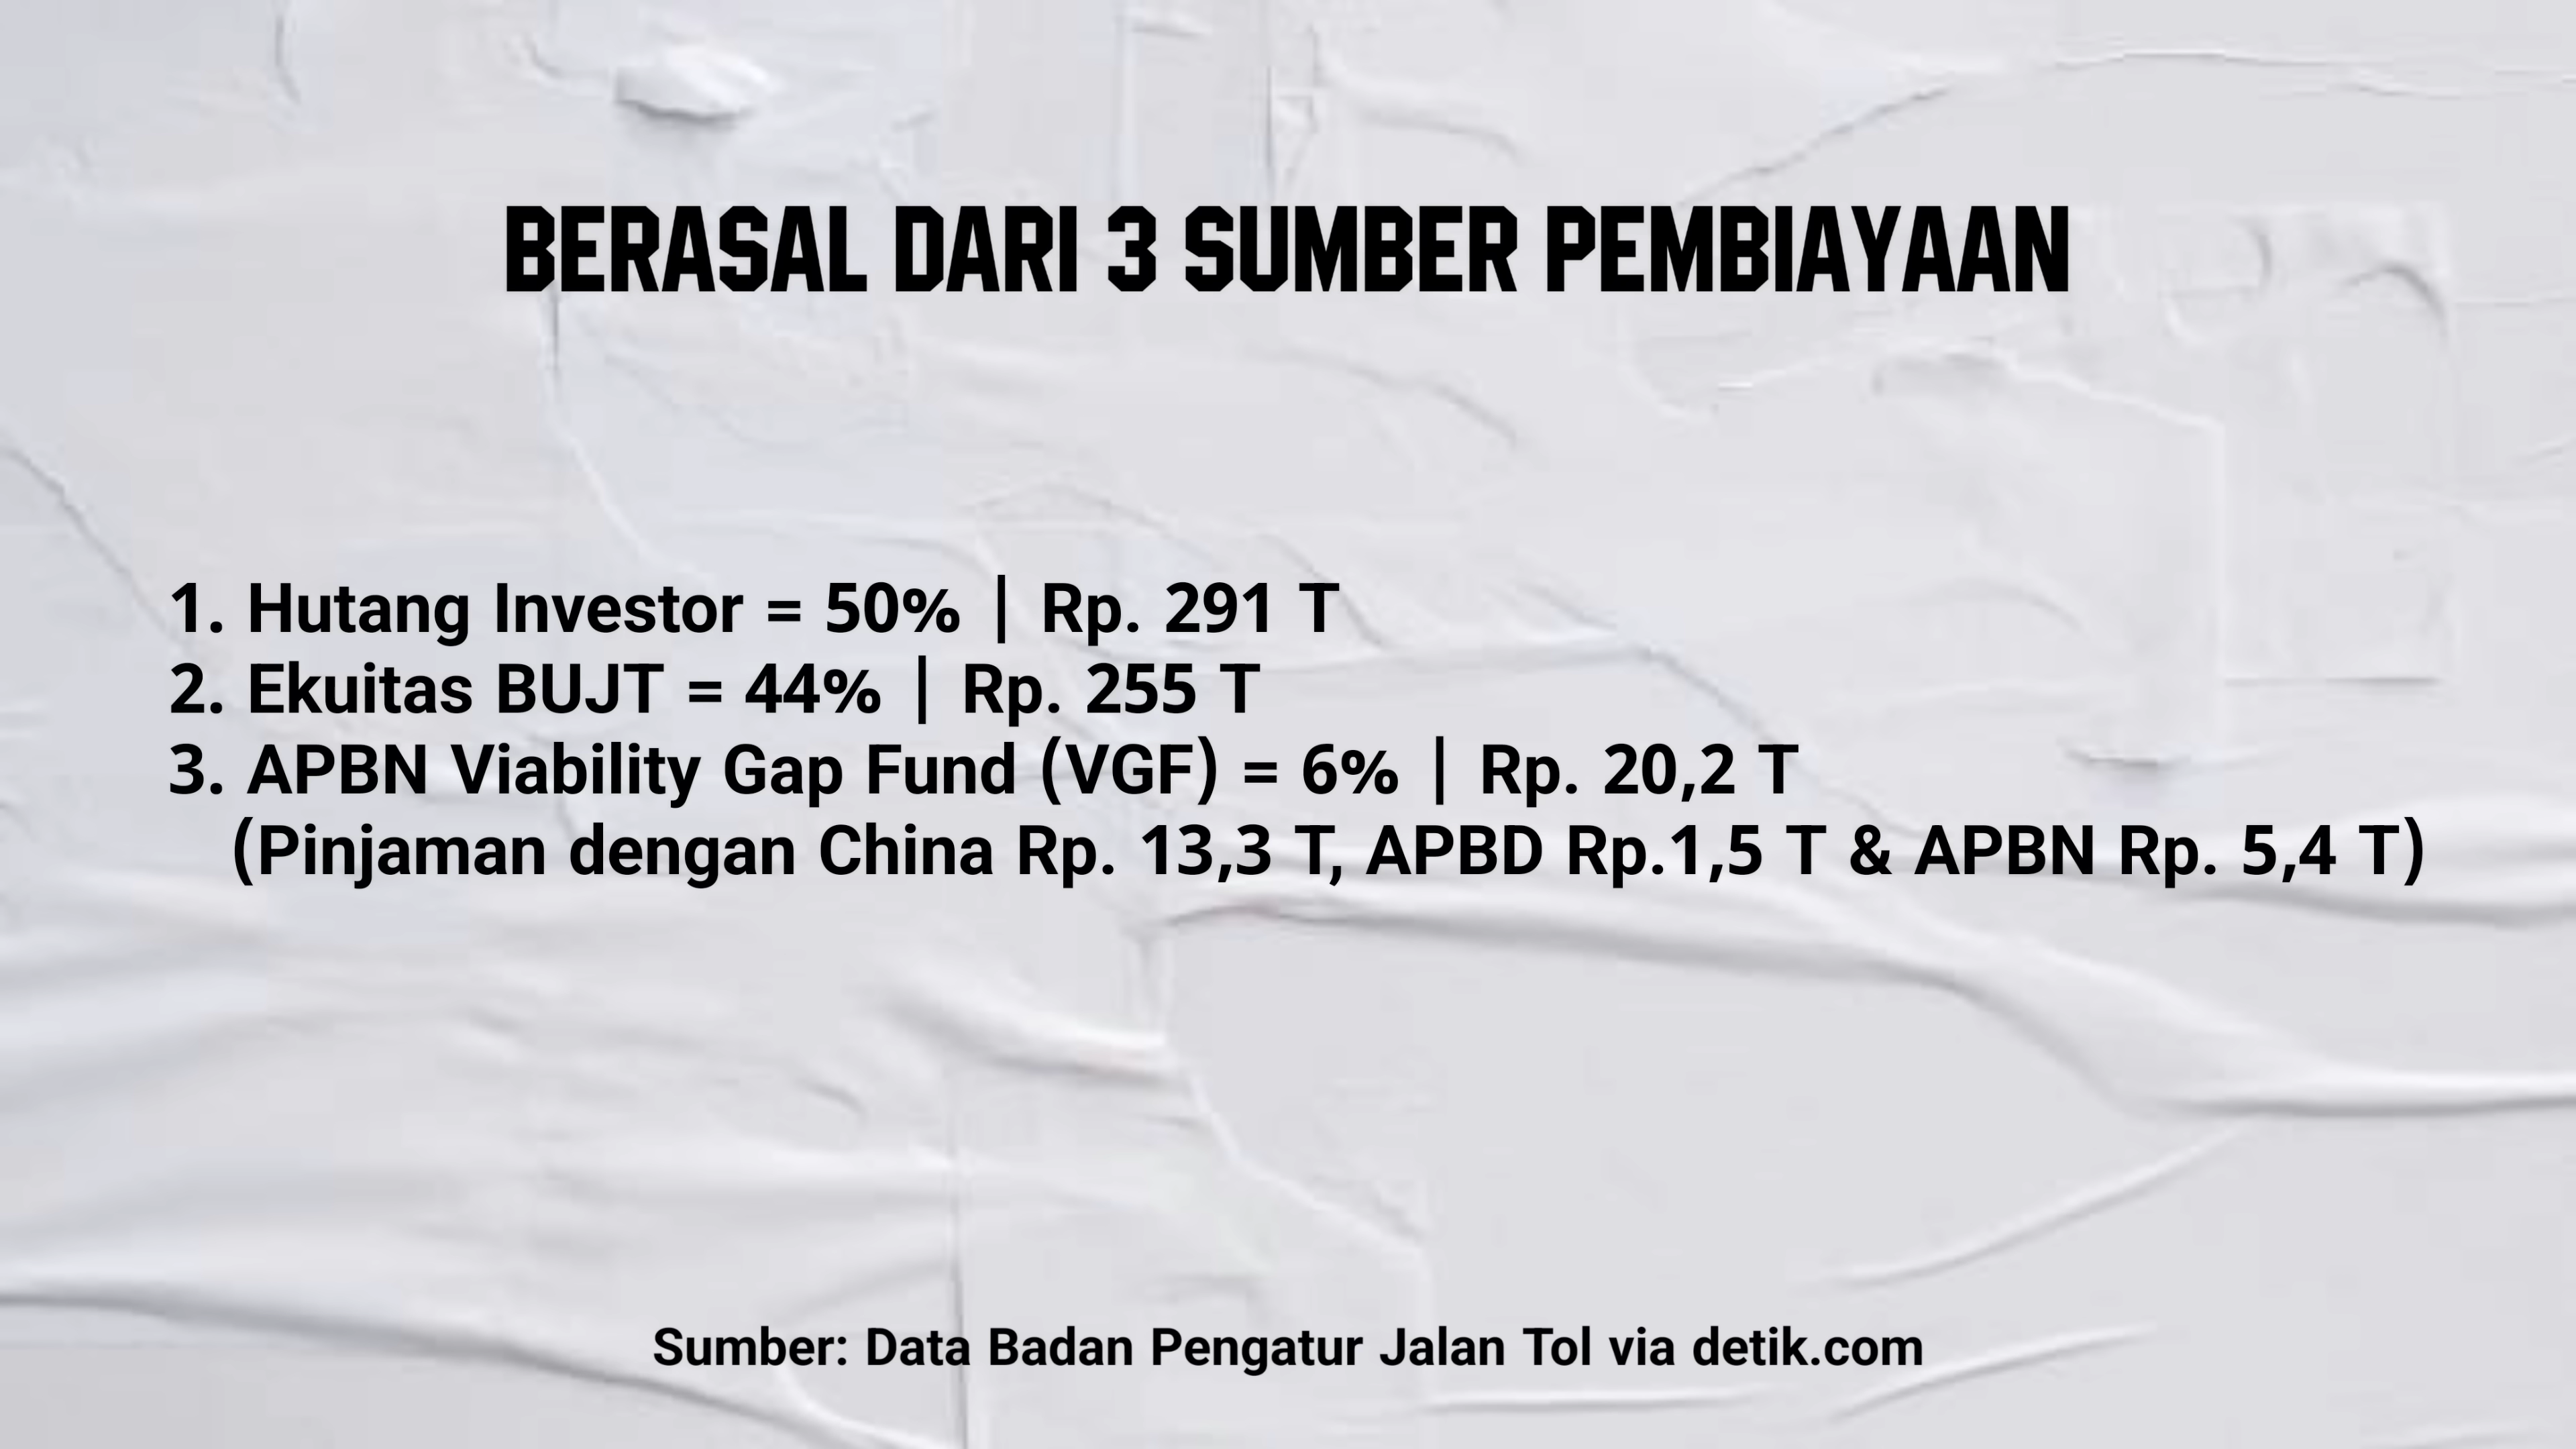 BERASAL DARI 3 SUMBER PEMBIAYAAN
1. Hutang Investor = 50% | Rp. 291 T
2. Ekuitas BUJT = 44% | Rp. 255 T
3. APBN Viability Gap Fund (VGF) = 6% | Rp. 20,2 T
(Pinjaman dengan China Rp. 13,3 T, APBD Rp.1,5 T & APBN Rp. 5,4 T)
Sumber: Data Badan Pengatur Jalan Tol via detik.com